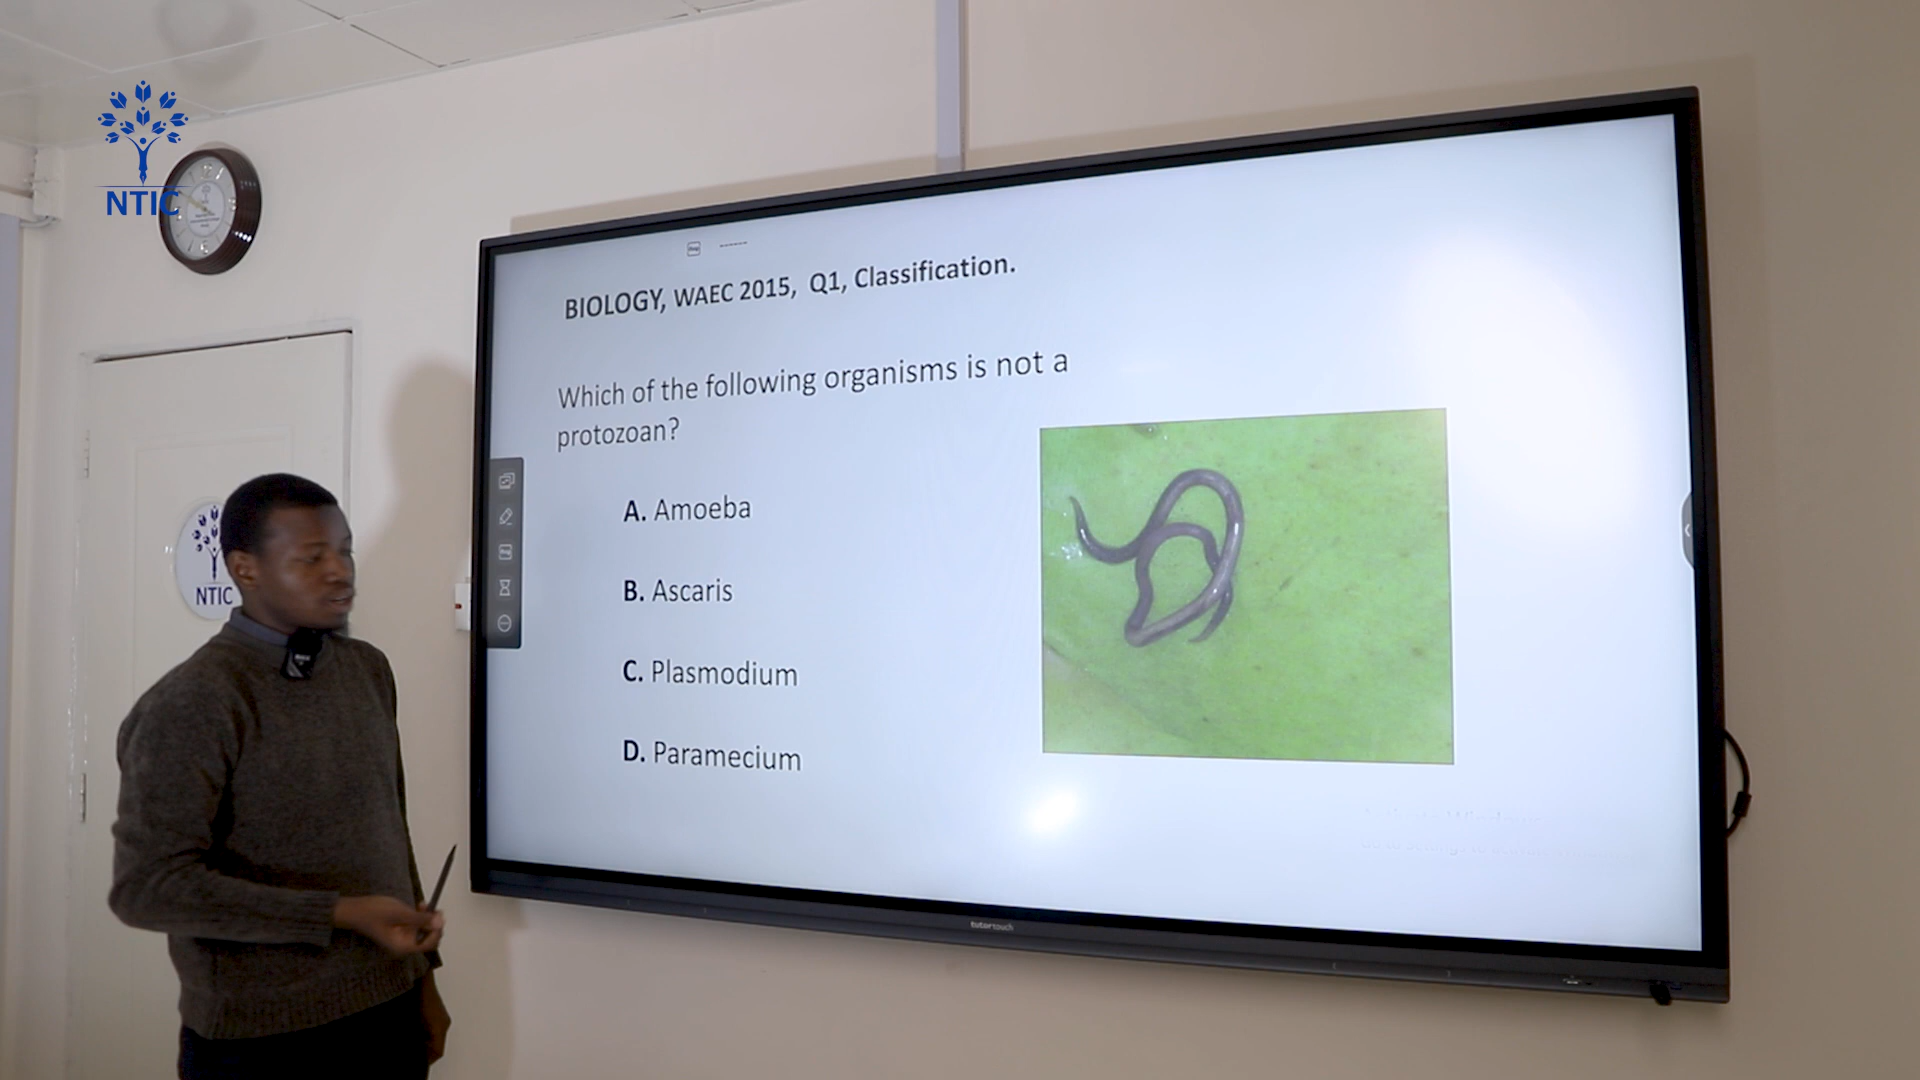 NTIC
BIOLOGY, WAEC 2015, Q1, Classification.
Which of the following organisms is not a
protozoan?
A. Amoeba
B. Ascaris
C. Plasmodium
D. Paramecium
NTIC
tutortouch